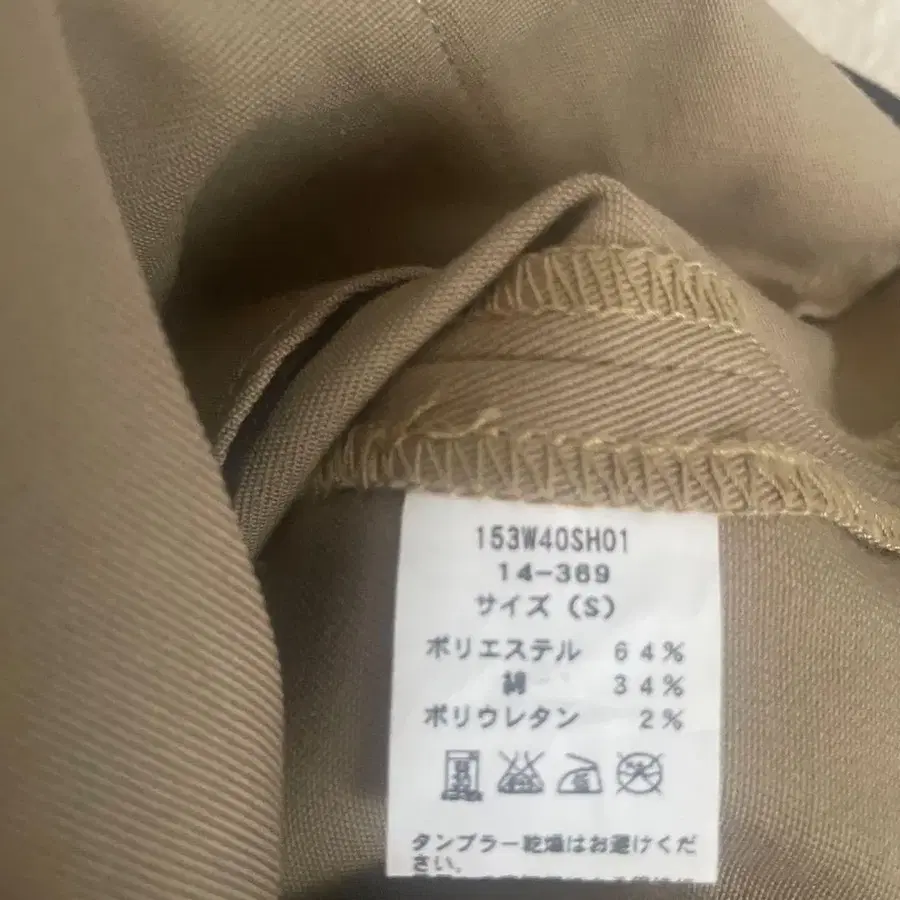 153W40SH01
14-369
サイズ(S)
ポリエステル 64%
綿 34%
ポリウレタン 2%
タンブラー乾燥はお避けくだ
さい。